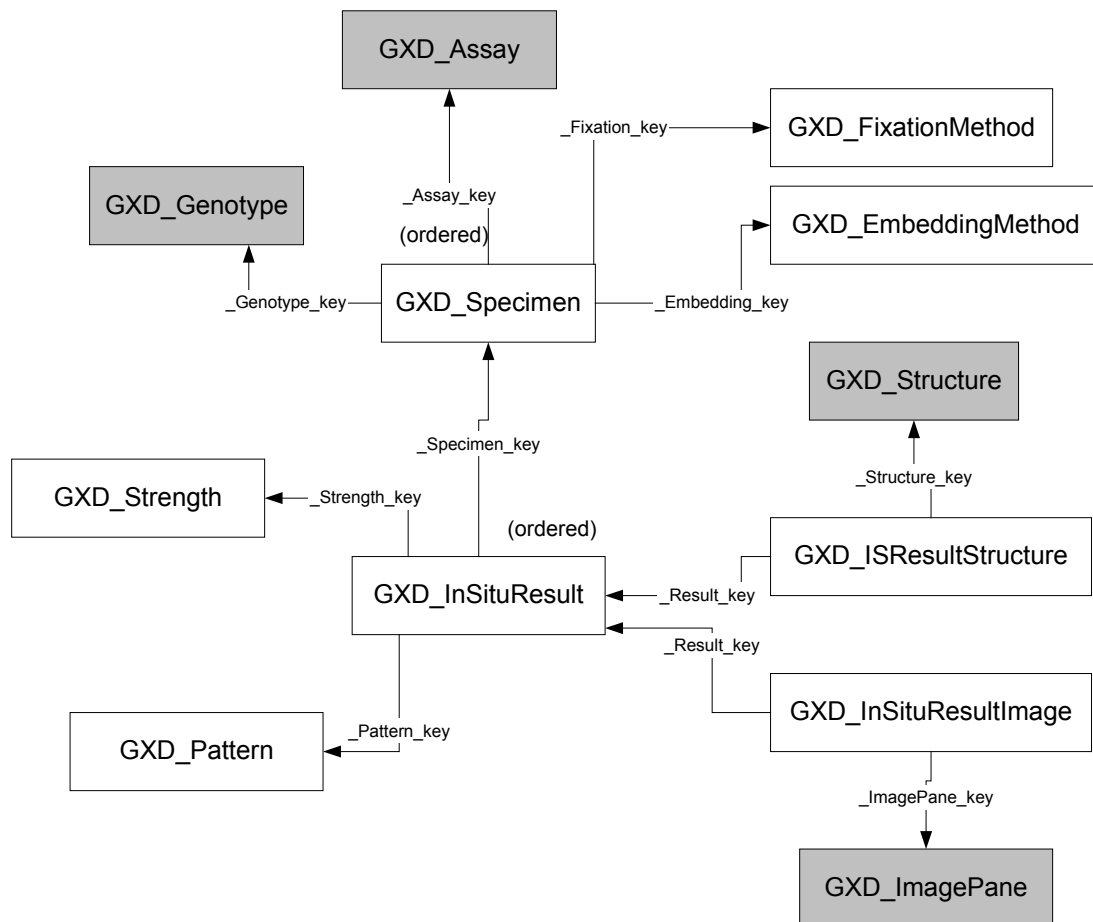 GXD_Assay
_Fixation_key
GXD_FixationMethod
GXD_Genotype
_Assay_key
GXD_EmbeddingMethod
(ordered)
_Genotype_key
GXD_Specimen
_Embedding_key
GXD_Structure
_Specimen_key
_Structure_key
GXD_Strength
_Strength_key
(ordered)
GXD_ISResultStructure
GXD_InSituResult
_Result_key
_Result_key
GXD_InSituResultImage
_Pattern_key
GXD_Pattern
_ImagePane_key
GXD_ImagePane